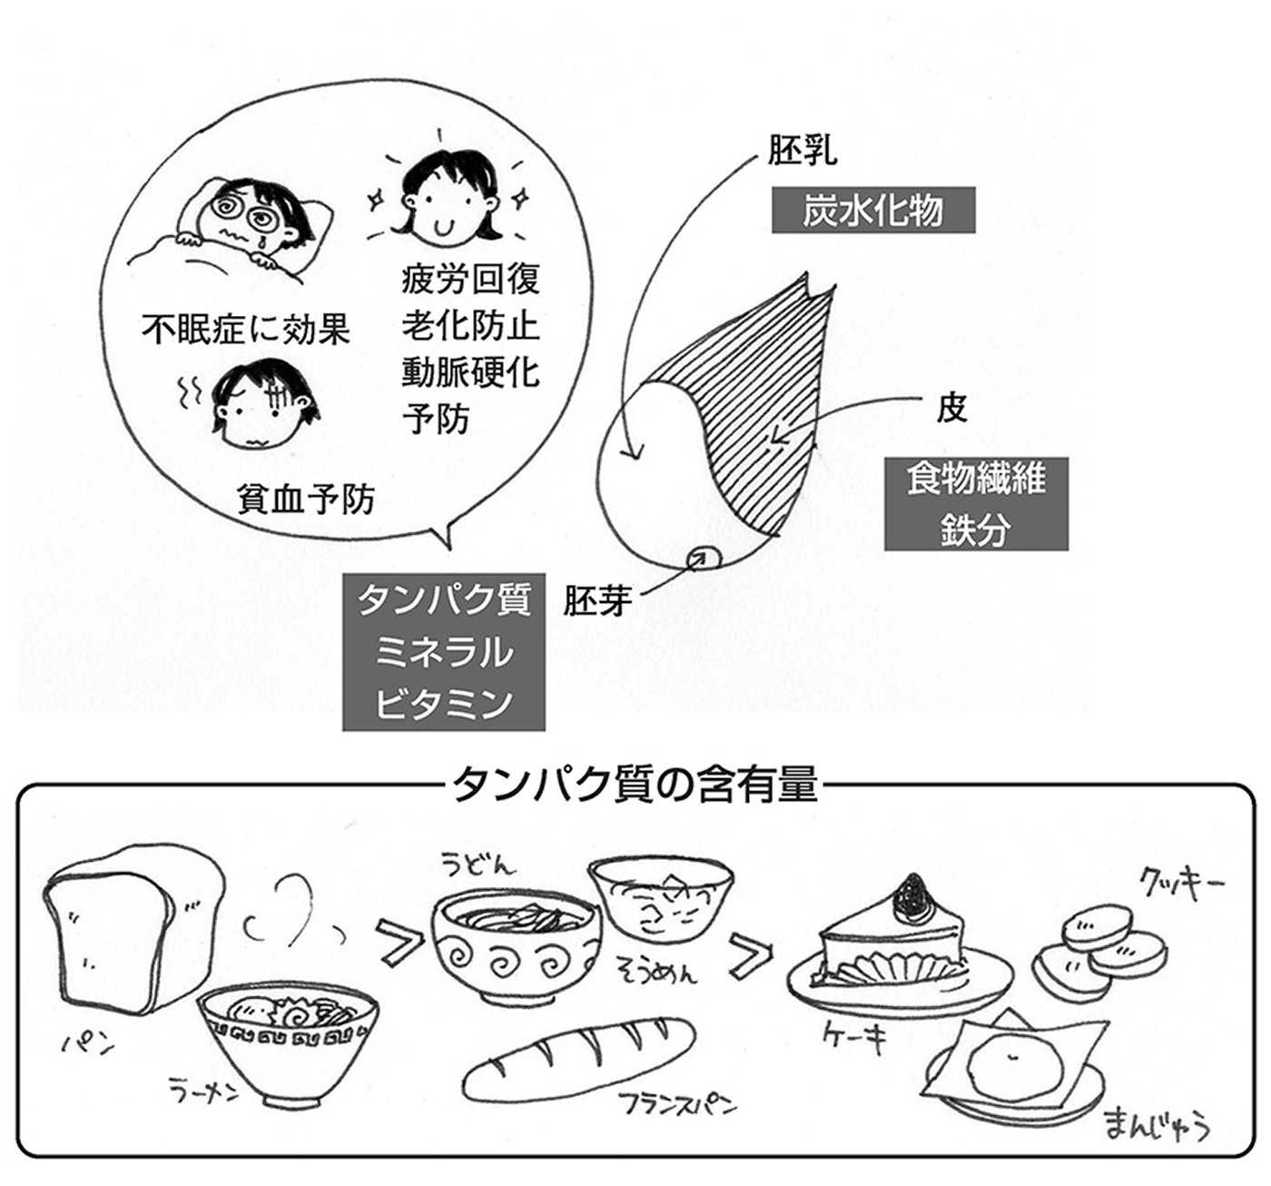 胚乳
炭水化物
疲労回復
老化防止
動脈硬化
予防
不眠症に効果
貧血予防
皮
食物繊維
鉄分
胚芽
タンパク質
ミネラル
ビタミン
タンパク質の含有量
パン
ラーメン
>
うどん
そうめん
フランスパン
>
ケーキ
クッキー
まんじゅう